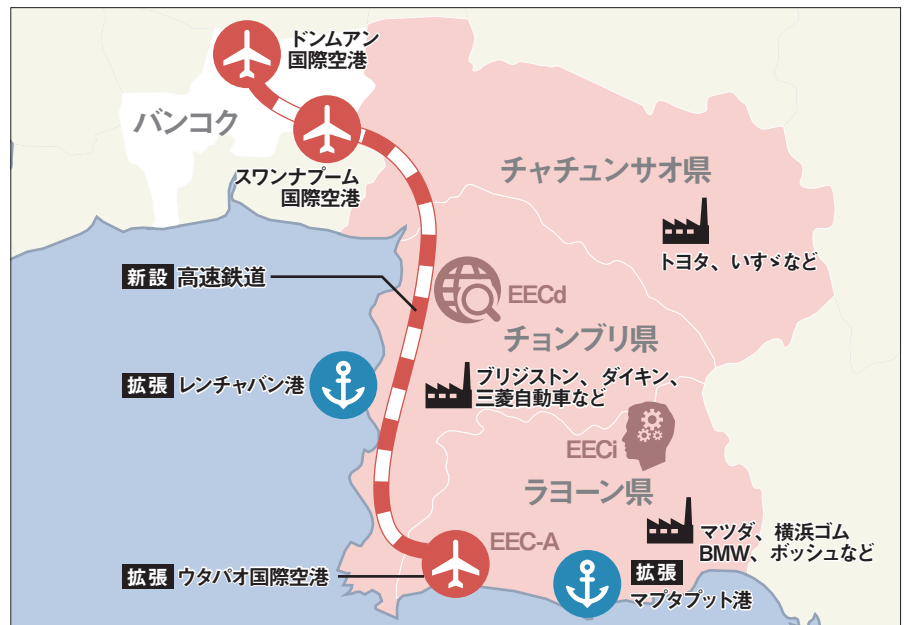 ドンムアン
国際空港
バンコク
スワンナプーム
国際空港
チャチュンサオ県
トヨタ、いすゞなど
新設 高速鉄道
EECd
チョンブリ県
拡張 レンチャバン港
ブリジストン、ダイキン、
三菱自動車など
EECi
ラヨーン県
マツダ、横浜ゴム
BMW、ボッシュなど
EEC-A
拡張 ウタパオ国際空港
拡張
マプタプット港